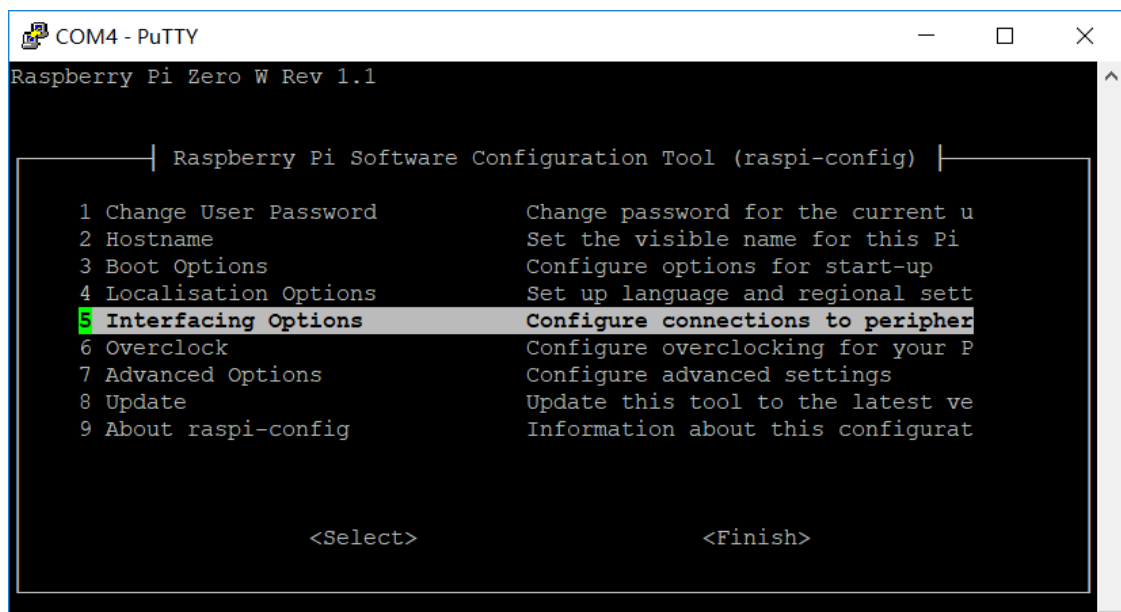 COM4 - PuTTY
Raspberry Pi Zero W Rev 1.1
Raspberry Pi Software Configuration Tool (raspi-config)
1 Change User Password Change password for the current u
2 Hostname Set the visible name for this Pi
3 Boot Options Configure options for start-up
4 Localisation Options Set up language and regional sett
5 Interfacing Options Configure connections to peripher
6 Overclock Configure overclocking for your P
7 Advanced Options Configure advanced settings
8 Update Update this tool to the latest ve
9 About raspi-config Information about this configurat
<Select> <Finish>